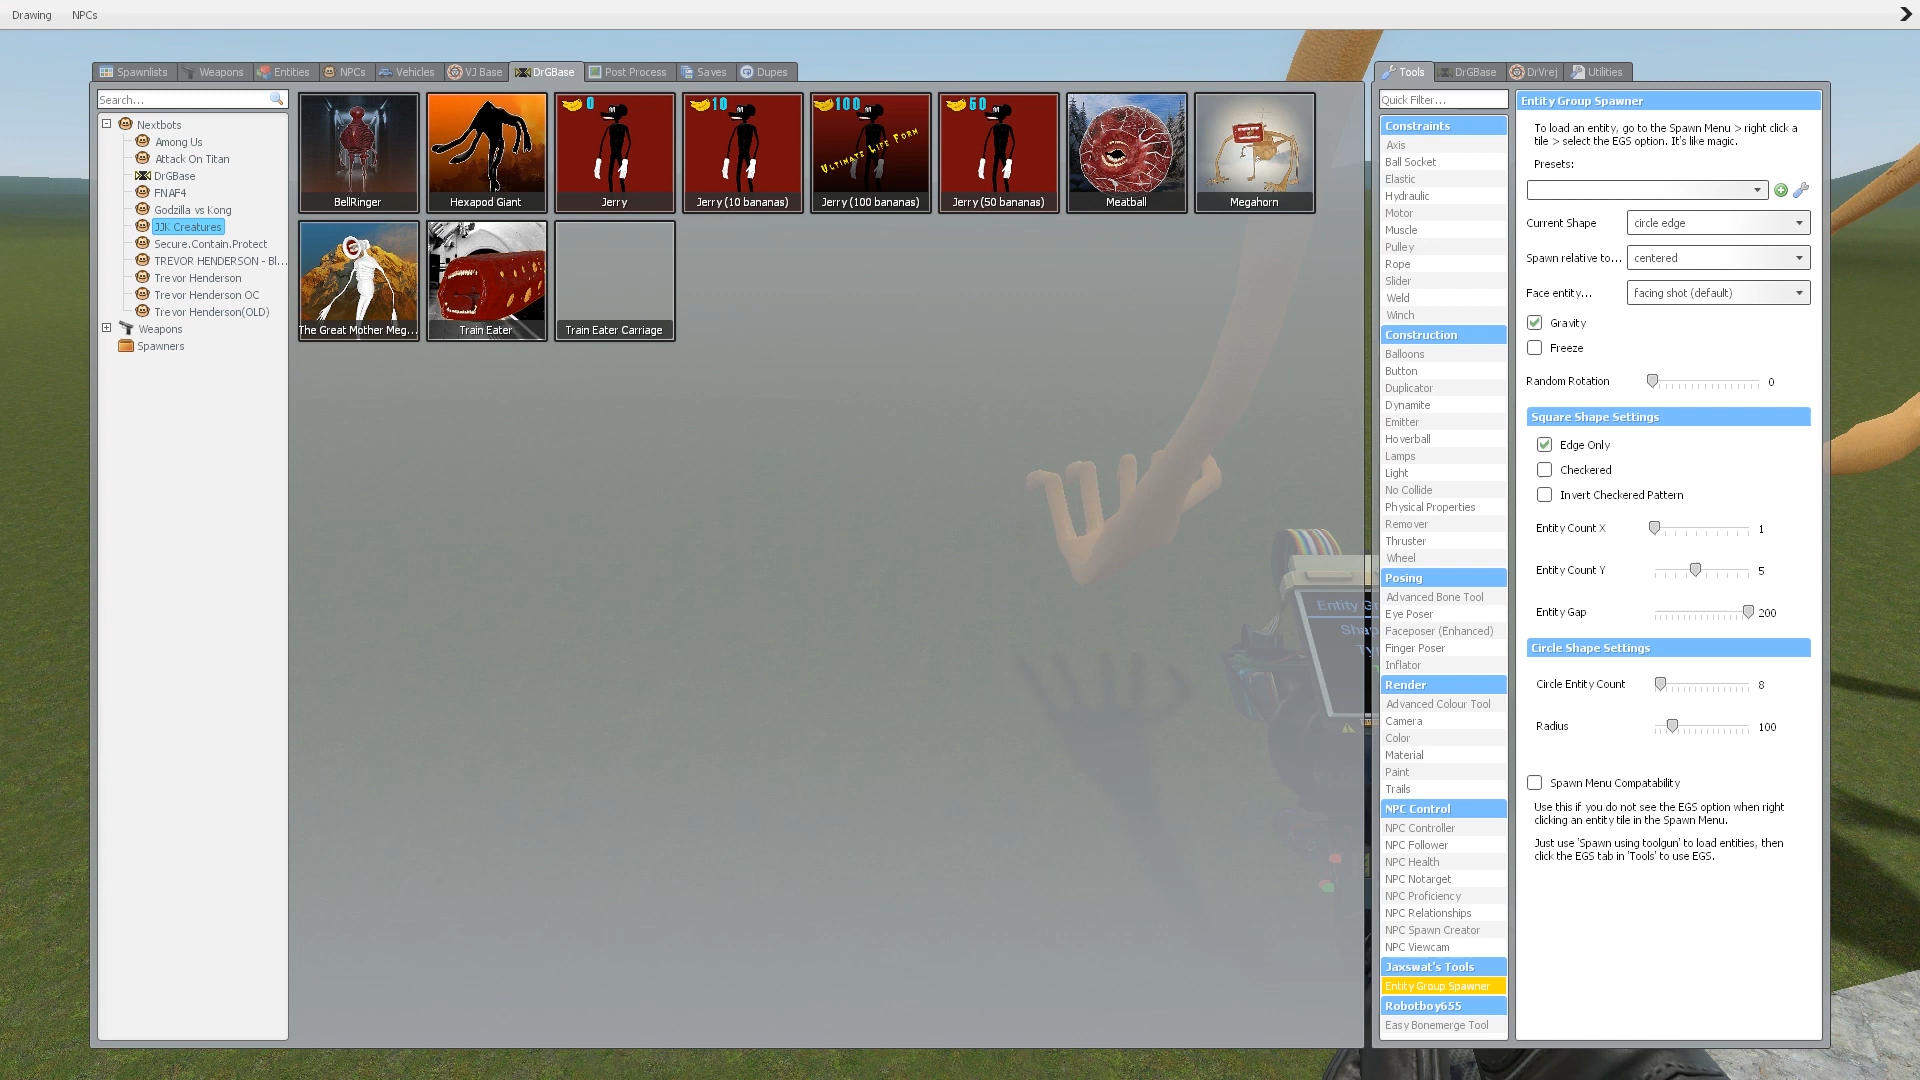 Drawing NPCs
Spawnlists Weapons Entities NPCs Vehicles VJ Base DrGBase Post Process Saves Dupes
Search...
Nextbots
Among Us
Attack On Titan
DrGBase
FNAF4
Godzilla vs Kong
JJK Creatures
Secure.Contain.Protect
TREVOR HENDERSON - Bl...
Trevor Henderson
Trevor Henderson OC
Trevor Henderson(OLD)
Weapons
Spawners
0 10 100 50
ULTIMATE LIFE FORM
BellRinger Hexapod Giant Jerry Jerry (10 bananas) Jerry (100 bananas) Jerry (50 bananas) Meatball Megahorn
The Great Mother Meg... Train Eater Train Eater Carriage
Entity Gr
Shap
Ty
Tools DrGBase DrVrej Utilities
Quick Filter...
Constraints
Axis
Ball Socket
Elastic
Hydraulic
Motor
Muscle
Pulley
Rope
Slider
Weld
Winch
Construction
Balloons
Button
Duplicator
Dynamite
Emitter
Hoverball
Lamps
Light
No Collide
Physical Properties
Remover
Thruster
Wheel
Posing
Advanced Bone Tool
Eye Poser
Faceposer (Enhanced)
Finger Poser
Inflator
Render
Advanced Colour Tool
Camera
Color
Material
Paint
Trails
NPC Control
NPC Controller
NPC Follower
NPC Health
NPC Notarget
NPC Proficiency
NPC Relationships
NPC Spawn Creator
NPC Viewcam
Jaxswat's Tools
Entity Group Spawner
Robotboy655
Easy Bonemerge Tool
Entity Group Spawner
To load an entity, go to the Spawn Menu > right click a
tile > select the EGS option. It's like magic.
Presets:
Current Shape circle edge
Spawn relative to... centered
Face entity... facing shot (default)
Gravity
Freeze
Random Rotation 0
Square Shape Settings
Edge Only
Checkered
Invert Checkered Pattern
Entity Count X 1
Entity Count Y 5
Entity Gap 200
Circle Shape Settings
Circle Entity Count 8
Radius 100
Spawn Menu Compatability
Use this if you do not see the EGS option when right
clicking an entity tile in the Spawn Menu.
Just use 'Spawn using toolgun' to load entities, then
click the EGS tab in 'Tools' to use EGS.